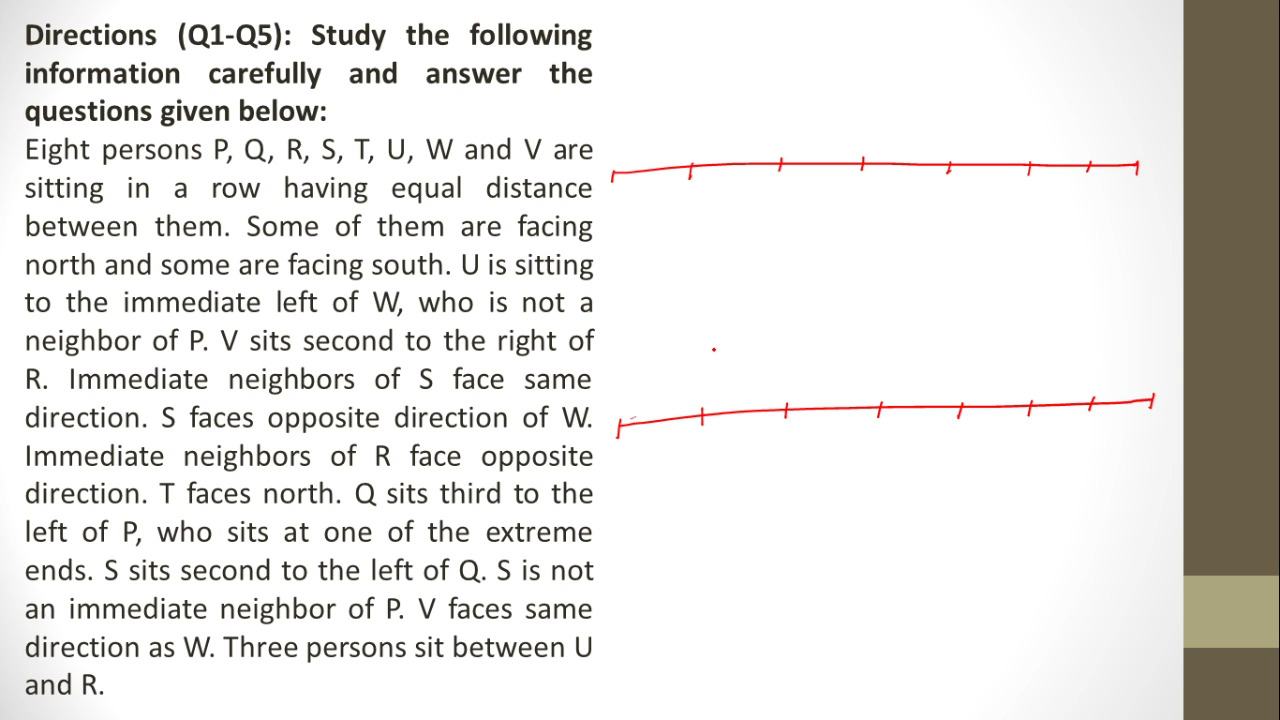 Directions (Q1-Q5): Study the following
information carefully and answer the
questions given below:
Eight persons P, Q, R, S, T, U, W and V are
sitting in a row having equal distance
between them. Some of them are facing
north and some are facing south. U is sitting
to the immediate left of W, who is not a
neighbor of P. V sits second to the right of
R. Immediate neighbors of S face same
direction. S faces opposite direction of W.
Immediate neighbors of R face opposite
direction. T faces north. Q sits third to the
left of P, who sits at one of the extreme
ends. S sits second to the left of Q. S is not
an immediate neighbor of P. V faces same
direction as W. Three persons sit between U
and R.